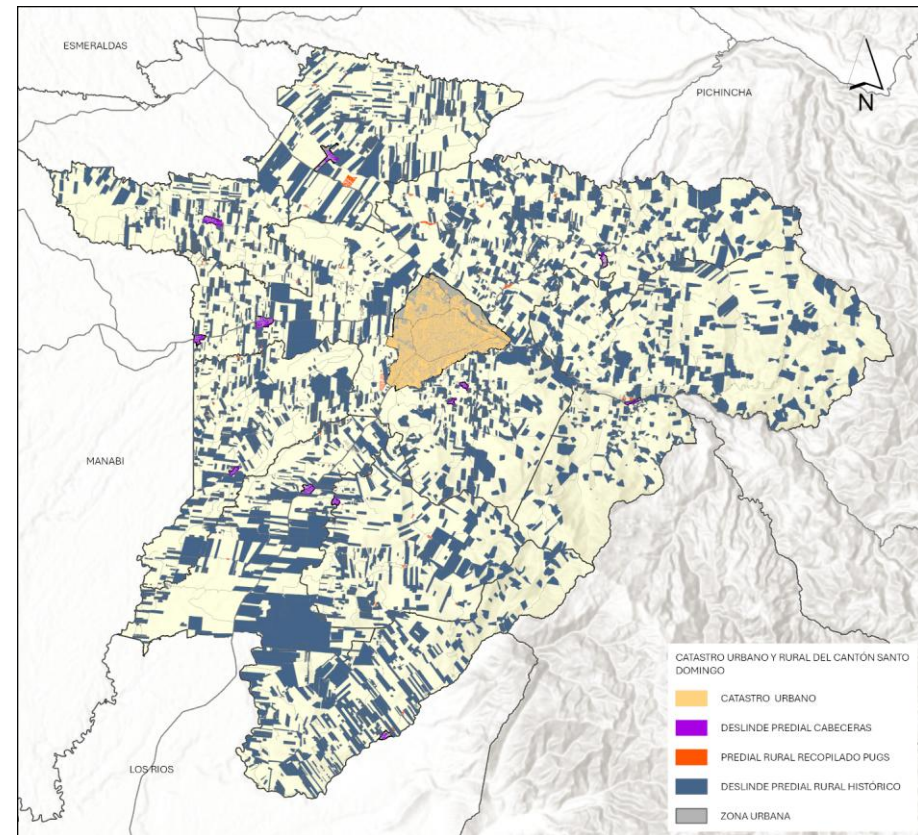 ESMERALDAS
PICHINCHA
N
MANABI
LOS RIOS
CATASTRO URBANO Y RURAL DEL CANTÓN SANTO
DOMINGO
CATASTRO URBANO
DESLINDE PREDIAL CABECERAS
PREDIAL RURAL RECOPILADO PUGS
DESLINDE PREDIAL RURAL HISTÓRICO
ZONA URBANA